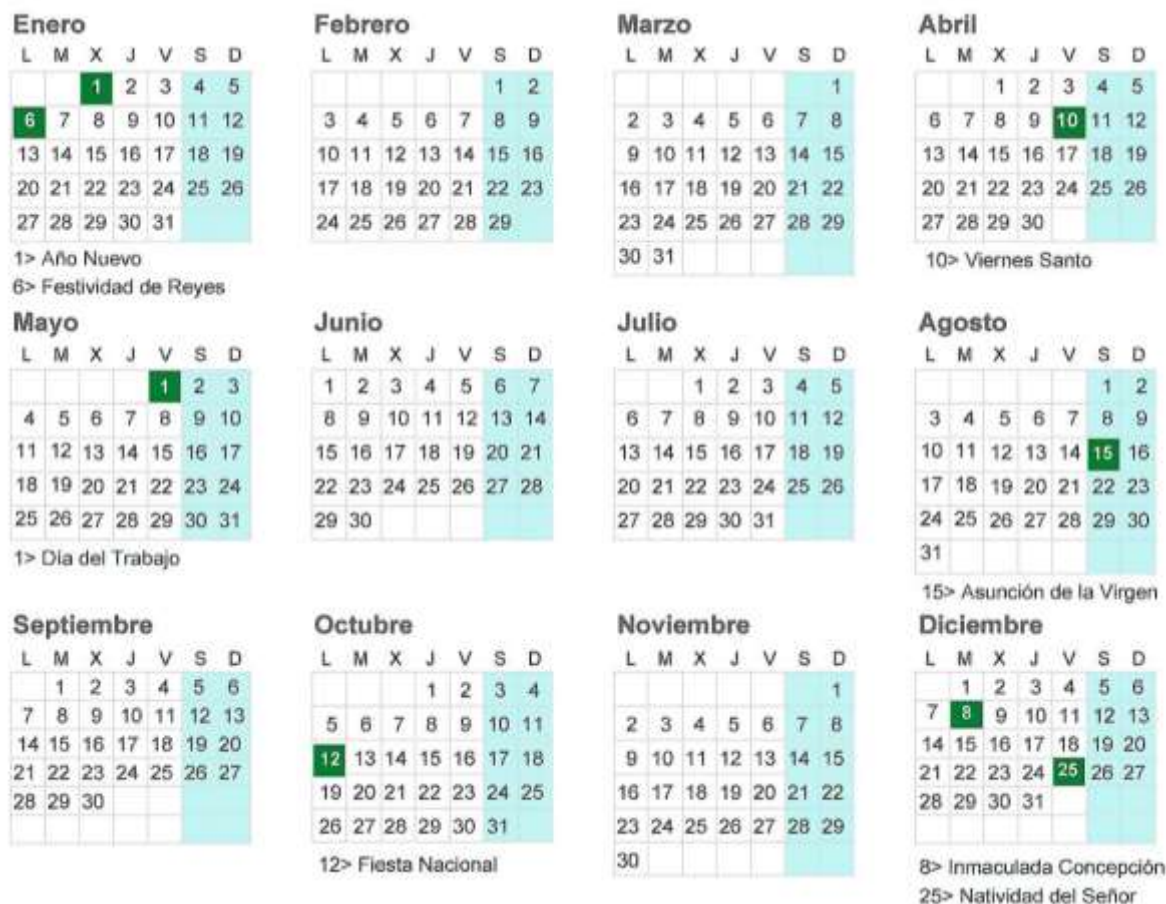 Enero
L M X J V S D
1 2 3 4 5
6 7 8 9 10 11 12
13 14 15 16 17 18 19
20 21 22 23 24 25 26
27 28 29 30 31
1> Año Nuevo
6> Festividad de Reyes
Febrero
L M X J V S D
1 2
3 4 5 6 7 8 9
10 11 12 13 14 15 16
17 18 19 20 21 22 23
24 25 26 27 28 29
Marzo
L M X J V S D
1
2 3 4 5 6 7 8
9 10 11 12 13 14 15
16 17 18 19 20 21 22
23 24 25 26 27 28 29
30 31
Abril
L M X J V S D
1 2 3 4 5
6 7 8 9 10 11 12
13 14 15 16 17 18 19
20 21 22 23 24 25 26
27 28 29 30
10> Viernes Santo
Mayo
L M X J V S D
1 2 3
4 5 6 7 8 9 10
11 12 13 14 15 16 17
18 19 20 21 22 23 24
25 26 27 28 29 30 31
1> Dia del Trabajo
Junio
L M X J V S D
1 2 3 4 5 6 7
8 9 10 11 12 13 14
15 16 17 18 19 20 21
22 23 24 25 26 27 28
29 30
Julio
L M X J V S D
1 2 3 4 5
6 7 8 9 10 11 12
13 14 15 16 17 18 19
20 21 22 23 24 25 26
27 28 29 30 31
Agosto
L M X J V S D
1 2
3 4 5 6 7 8 9
10 11 12 13 14 15 16
17 18 19 20 21 22 23
24 25 26 27 28 29 30
31
15> Asunción de la Virgen
Septiembre
L M X J V S D
1 2 3 4 5 6
7 8 9 10 11 12 13
14 15 16 17 18 19 20
21 22 23 24 25 26 27
28 29 30
Octubre
L M X J V S D
1 2 3 4
5 6 7 8 9 10 11
12 13 14 15 16 17 18
19 20 21 22 23 24 25
26 27 28 29 30 31
12> Fiesta Nacional
Noviembre
L M X J V S D
1
2 3 4 5 6 7 8
9 10 11 12 13 14 15
16 17 18 19 20 21 22
23 24 25 26 27 28 29
30
Diciembre
L M X J V S D
1 2 3 4 5 6
7 8 9 10 11 12 13
14 15 16 17 18 19 20
21 22 23 24 25 26 27
28 29 30 31
8> Inmaculada Concepción
25> Natividad del Señor